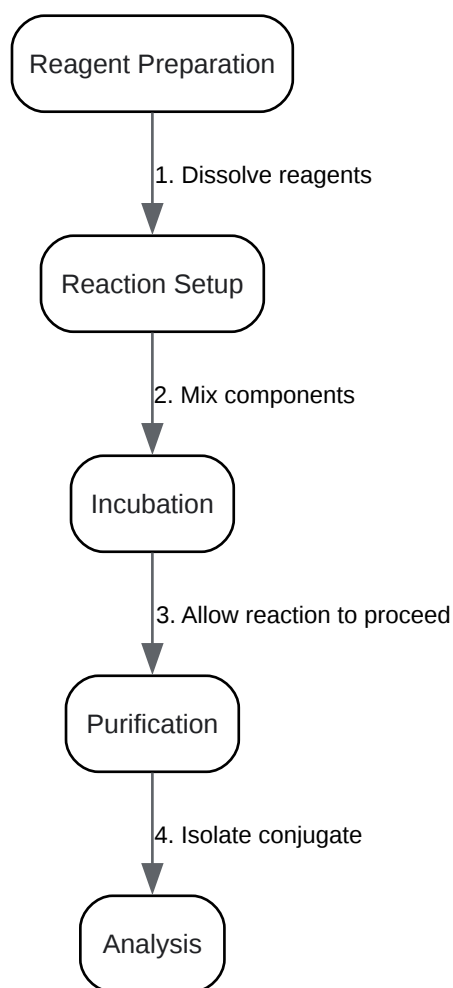 Reagent Preparation
1. Dissolve reagents
Reaction Setup
2. Mix components
Incubation
3. Allow reaction to proceed
Purification
4. Isolate conjugate
Analysis